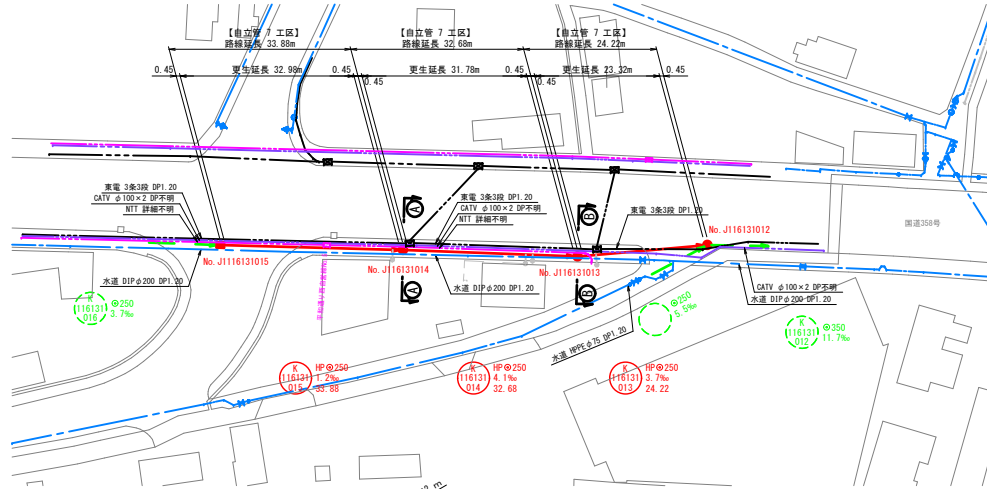 【自立管 7 工区】
路線延長 33.88m
【自立管 7 工区】
路線延長 32.68m
【自立管 7 工区】
路線延長 24.22m
0.45
更生延長 32.98m
0.45
更生延長 31.78m
0.45
0.45
更生延長 23.32m
0.45
東電 3条3段 DP1.20
CATV φ100×2 DP不明
NTT 詳細不明
A
東電 3条3段 DP1.20
CATV φ100×2 DP不明
NTT 詳細不明
B
東電 3条3段 DP1.20
No. J116131012
国道358号
No. J1116131015
No. J116131014
No. J116131013
水道 DIPφ200 DP1.20
A
水道 DIPφ200 DP1.20
B
CATV φ100×2 DP不明
水道 DIPφ200 DP1.20
K
116131
016
250
3.7‰
250
5.5‰
K
116131
012
350
11.7‰
水道 HPPEφ75 DP1.20
K
116131
015
HP 250
1.2‰
33.88
K
116131
014
HP 250
4.1‰
32.68
K
116131
013
HP 250
3.7‰
24.22